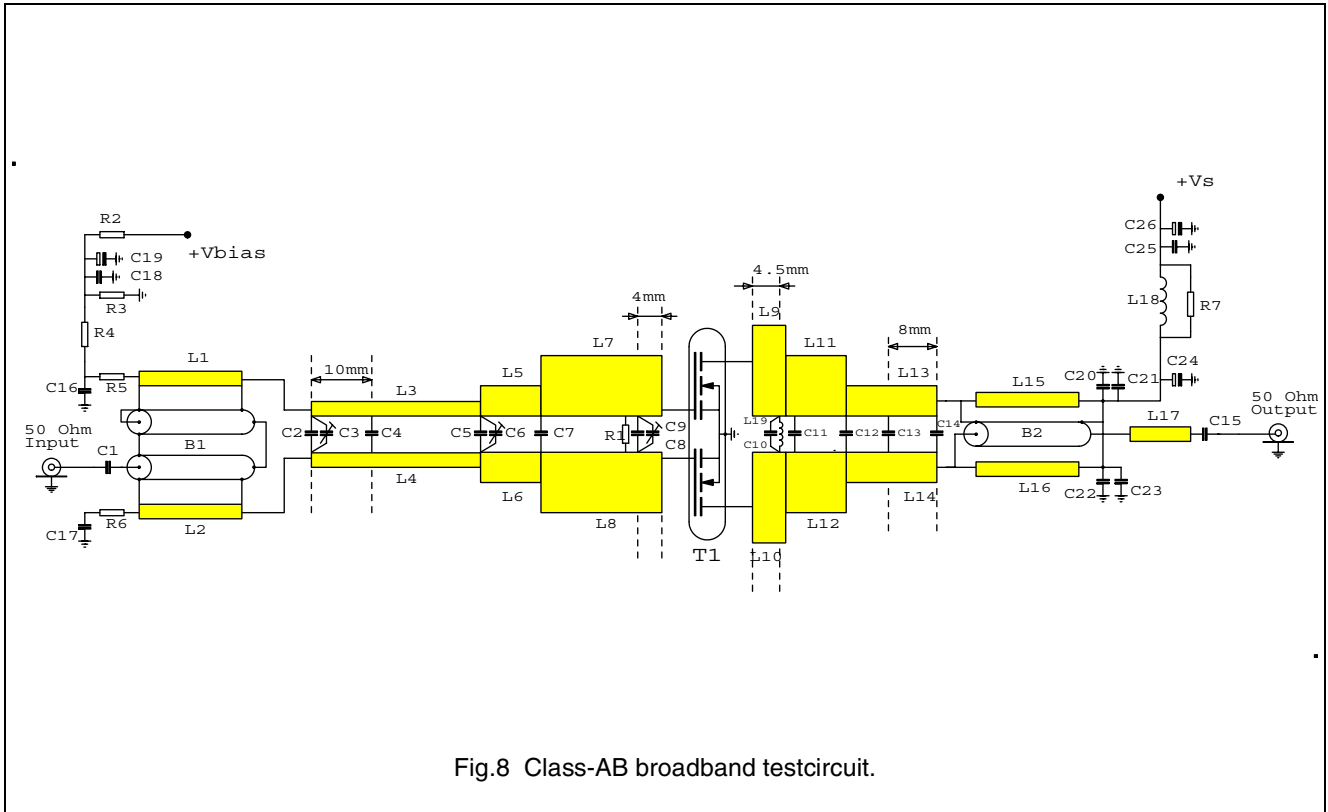 +Vs
R2
C26
C19
+Vbias
C25
C18
4.5mm
R3
4mm
L18
R7
R4
L9
8mm
L1
L7
L11
C24
10mm
L5
L13
C20
C21
C16
R5
L3
L15
50 Ohm
Output
50 Ohm
Input
L17
C15
C1
B1
C2
C3
C4
C5
C6
C7
R1
C9
C8
L19
C10
C11
C12
C13
C14
B2
L4
L16
L6
L14
C22
C23
C17
R6
L2
L8
L12
T1
L10
Fig.8 Class-AB broadband testcircuit.